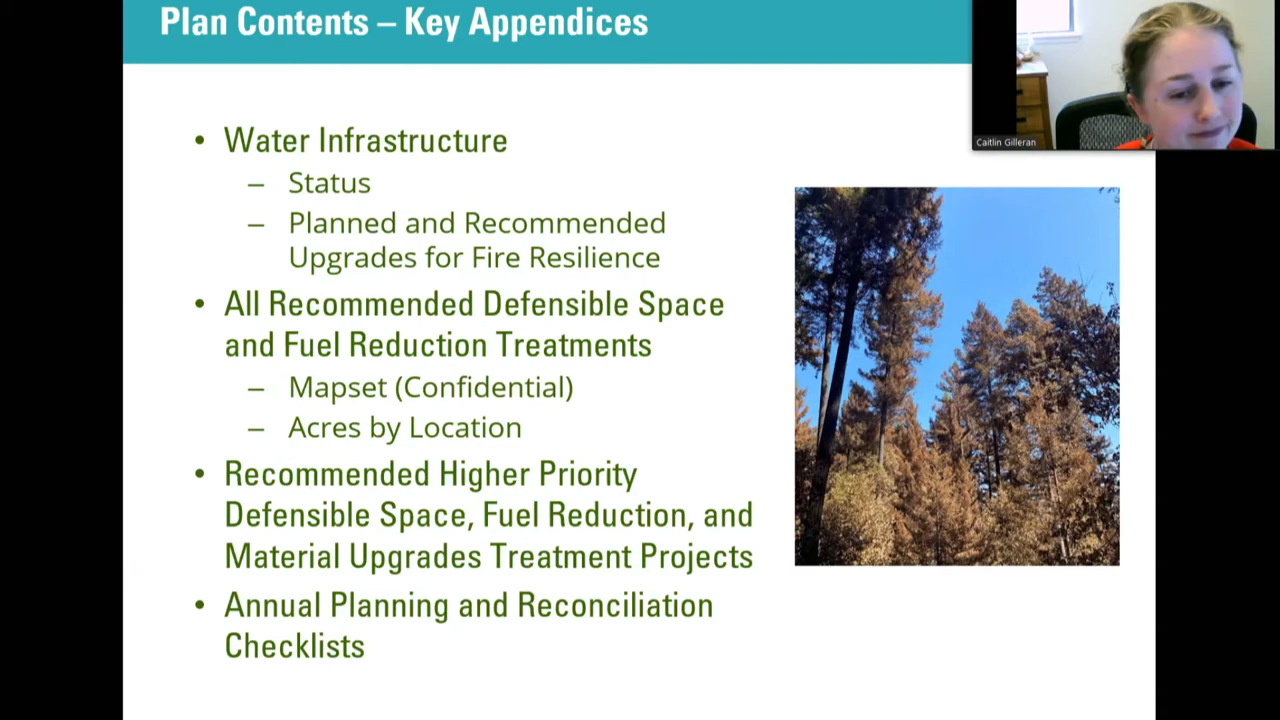 Plan Contents – Key Appendices
Caitlin Gilleran
• Water Infrastructure
– Status
– Planned and Recommended
Upgrades for Fire Resilience
• All Recommended Defensible Space
and Fuel Reduction Treatments
– Mapset (Confidential)
– Acres by Location
• Recommended Higher Priority
Defensible Space, Fuel Reduction, and
Material Upgrades Treatment Projects
• Annual Planning and Reconciliation
Checklists